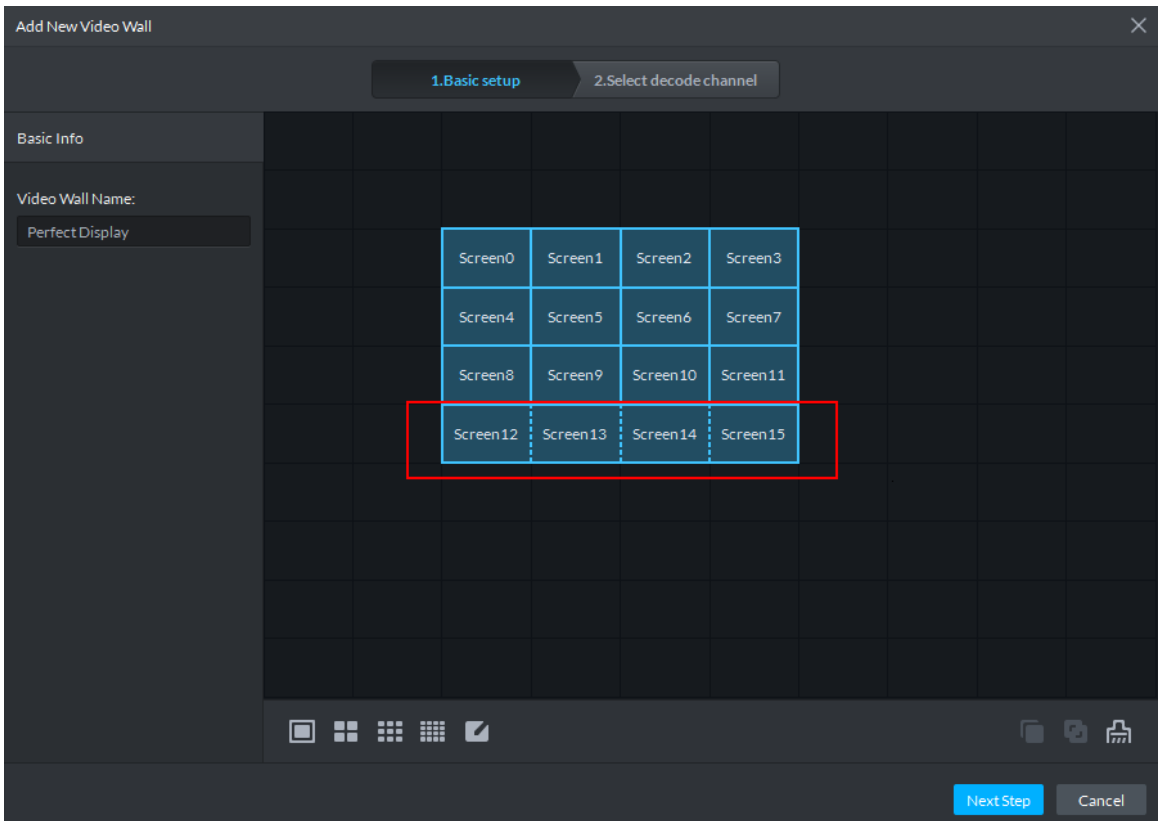 Add New Video Wall
1.Basic setup 2.Select decode channel
Basic Info
Video Wall Name:
Perfect Display
Screen0 Screen1 Screen2 Screen3
Screen4 Screen5 Screen6 Screen7
Screen8 Screen9 Screen10 Screen11
Screen12 Screen13 Screen14 Screen15
Next Step Cancel